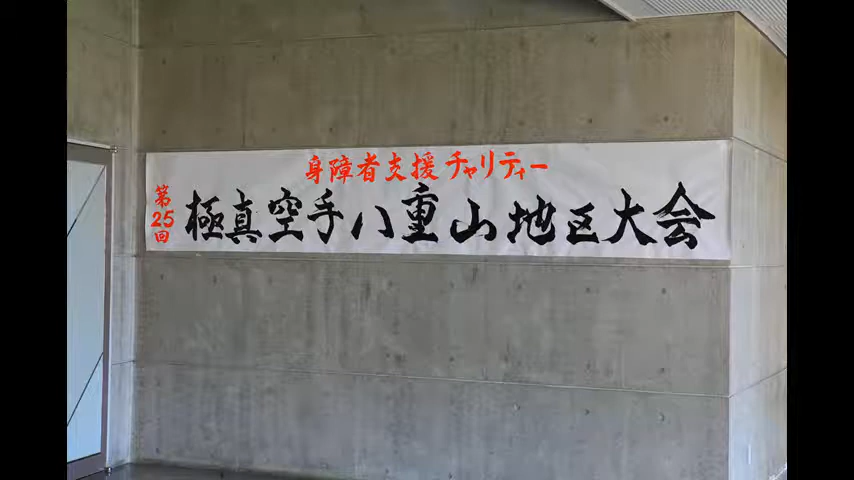 身障者支援チャリティー
第25回
極真空手八重山地区大会